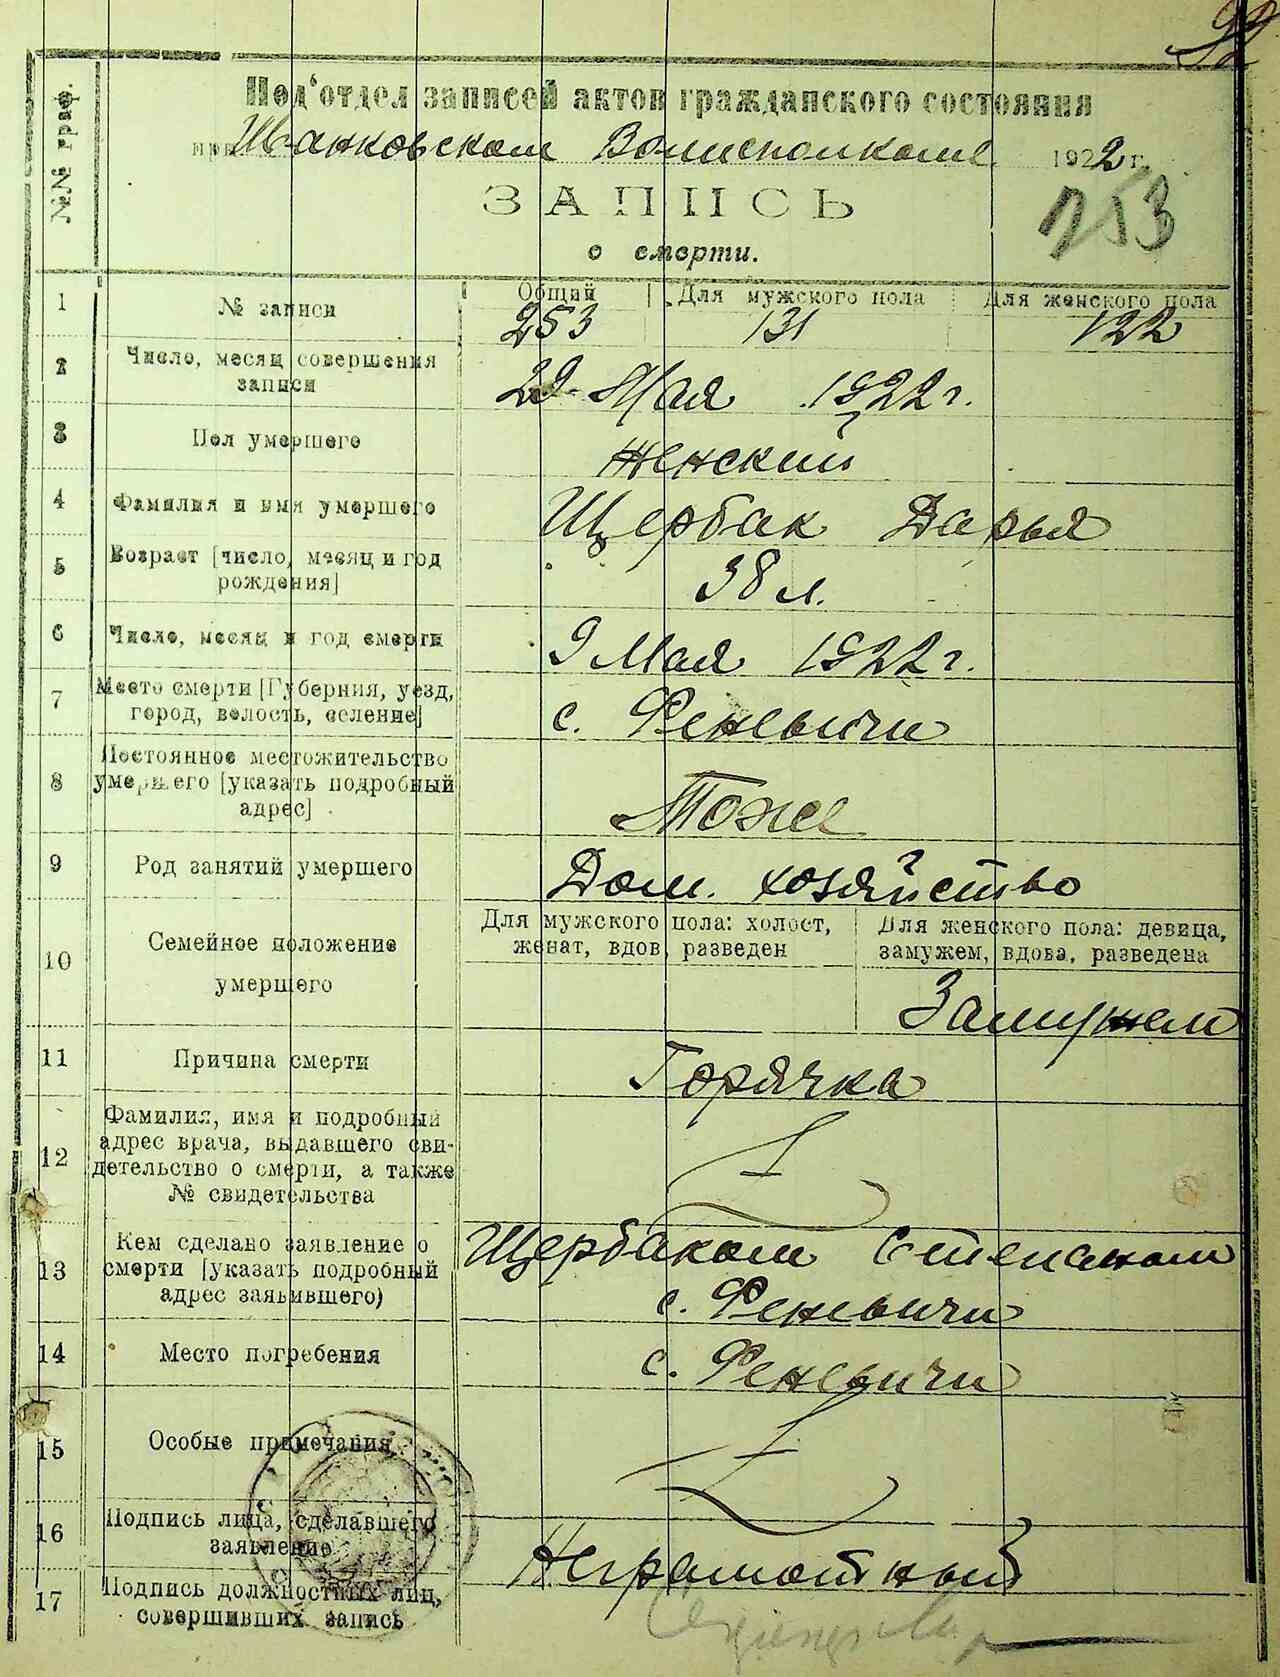 №№ граф.
Под‘отдел записей актов гражданского состояния
при Иванковском Волисполкоме 1922 г.
253
ЗАПИСЬ
о смерти.
1 № записи Общий Для мужского пола Для женского пола
253 131 122
2 Число, месяц совершения записи
29 Мая 1922 г.
3 Пол умершего
Женский
4 Фамилия и имя умершего
Щербак Дарья
5 Возраст [число, месяц и год рождения]
38 л.
6 Число, месяц и год смерти
9 Мая 1922 г.
7 Место смерти [Губерния, уезд, город, волость, селение]
с. Феневичи
8 Постоянное местожительство умершего [указать подробный адрес]
Тоже
9 Род занятий умершего
Дом. хозяйство
10 Семейное положение умершего
Для мужского пола: холост, женат, вдов, разведен
Для женского пола: девица, замужем, вдова, разведена
Замужем
11 Причина смерти
Горячка
12 Фамилия, имя и подробный адрес врача, выдавшего свидетельство о смерти, а также № свидетельства
13 Кем сделано заявление о смерти [указать подробный адрес заявившего)
Щербаком Степаном
с. Феневичи
14 Место погребения
с. Феневичи
15 Особые примечания
16 Подпись лица, сделавшего заявление
Неграмотный
17 Подпись должностных лиц, совершивших запись